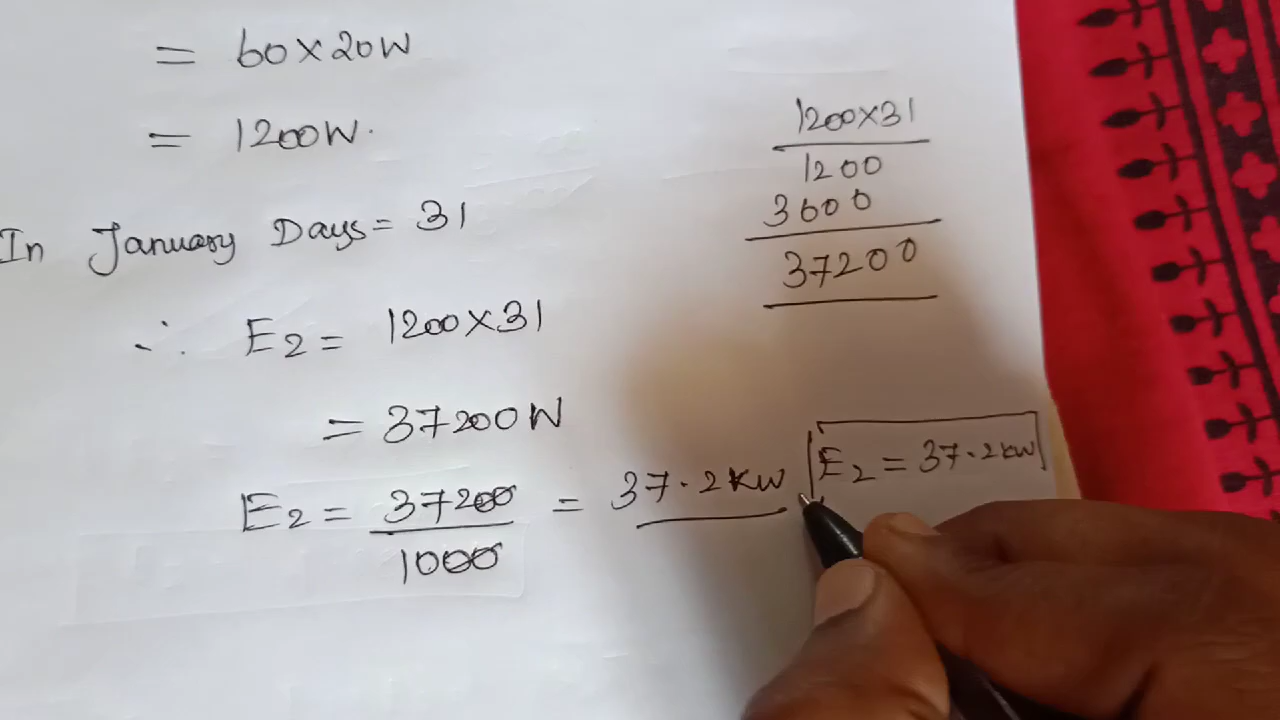 = 60×20W
= 1200W.
In January Days = 31
∴ E2 = 1200×31
= 37200W
E2 = 37200/1000 = 37.2KW
E2 = 37.2KW
1200×31
1200
3600
37200